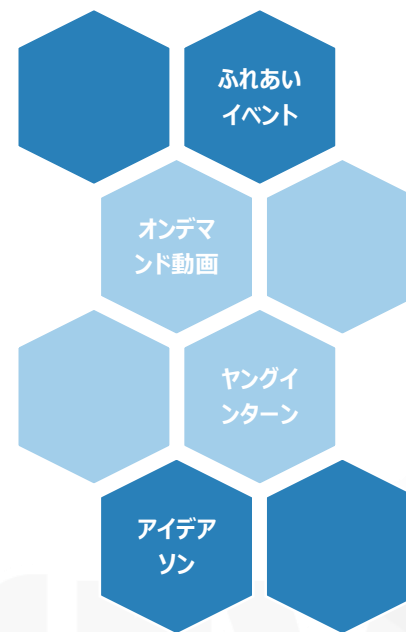 ふれあい
イベント
オンデマ
ンド動画
ヤングイ
ンターン
アイデア
ソン